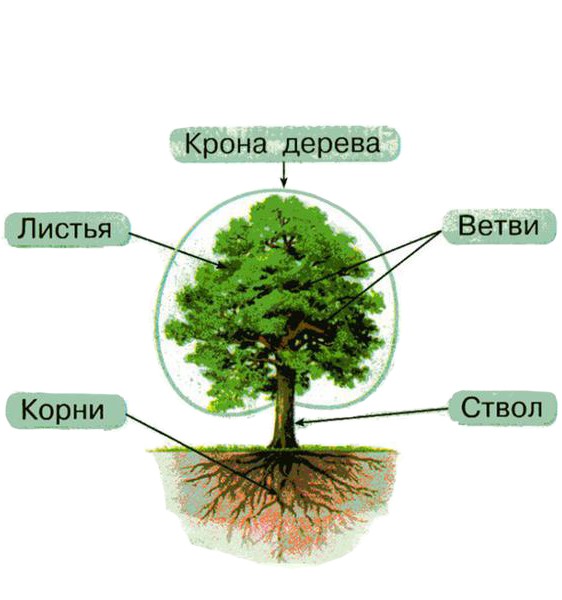 Крона дерева
Листья
Ветви
Корни
Ствол